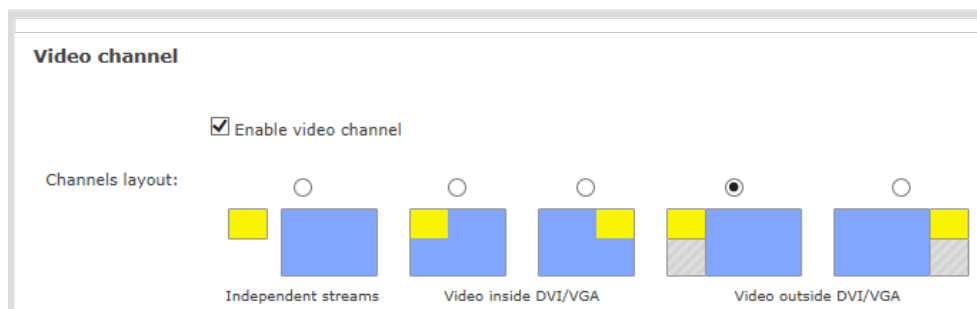 Video channel
Enable video channel
Channels layout:
Independent streams
Video inside DVI/VGA
Video outside DVI/VGA